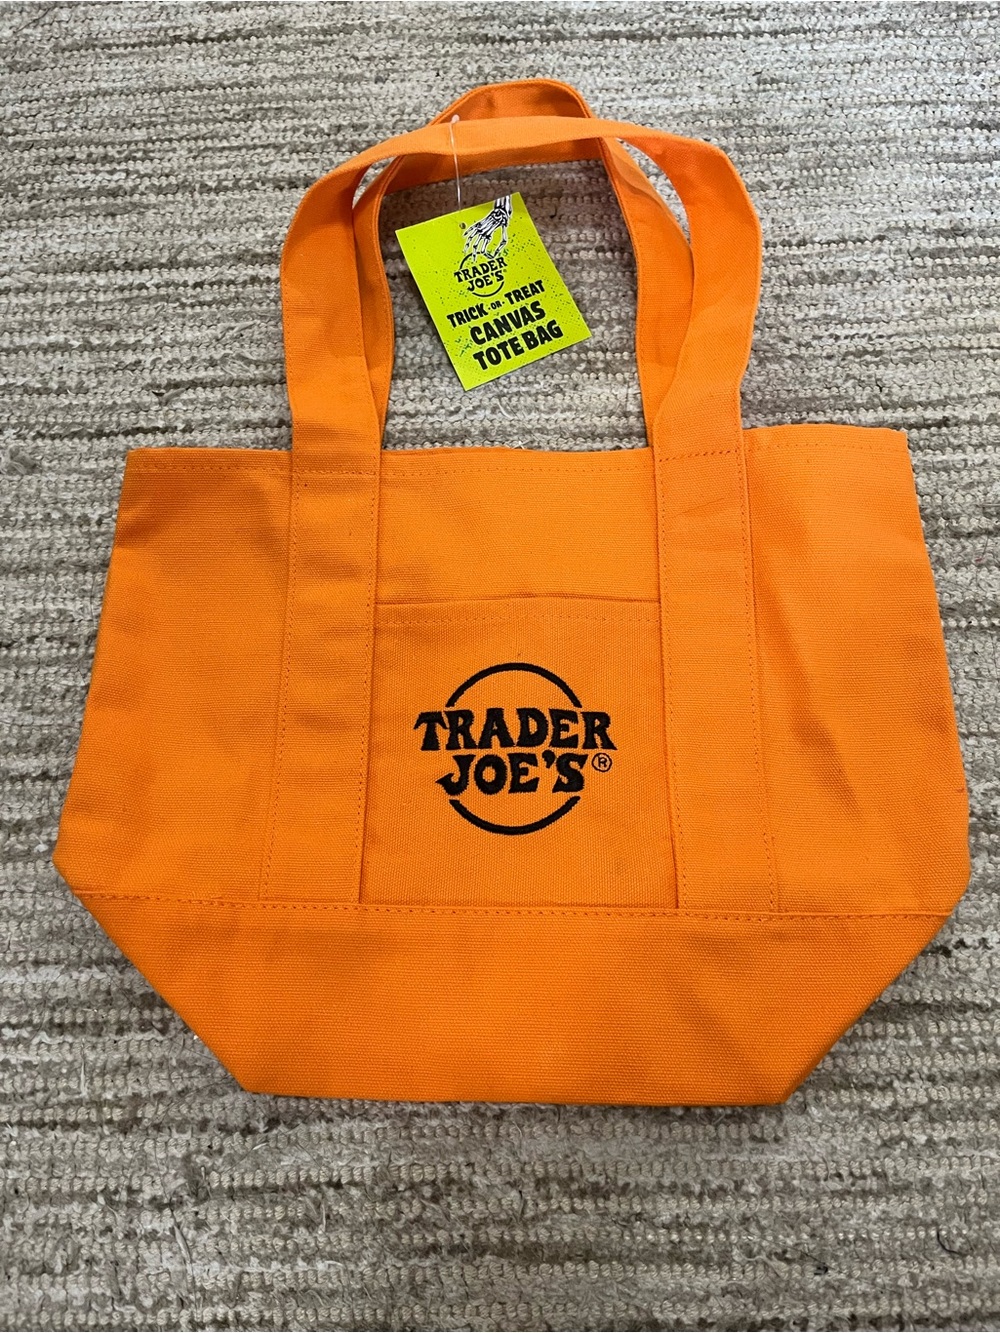 TRADER
JOE'S
TRICK -OR- TREAT
CANVAS
TOTE BAG
TRADER
JOE'S®